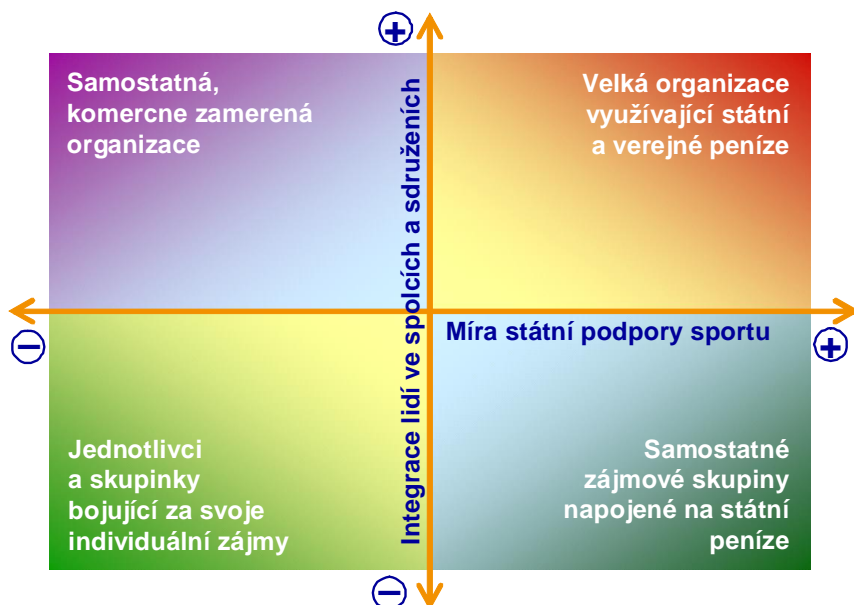 +
Samostatná,
komercne zamerená
organizace
Velká organizace
využívající státní
a verejné peníze
Integrace lidí ve spolcích a sdruženích
Míra státní podpory sportu
−
+
Jednotlivci
a skupinky
bojující za svoje
individuální zájmy
Samostatné
zájmové skupiny
napojené na státní
peníze
−